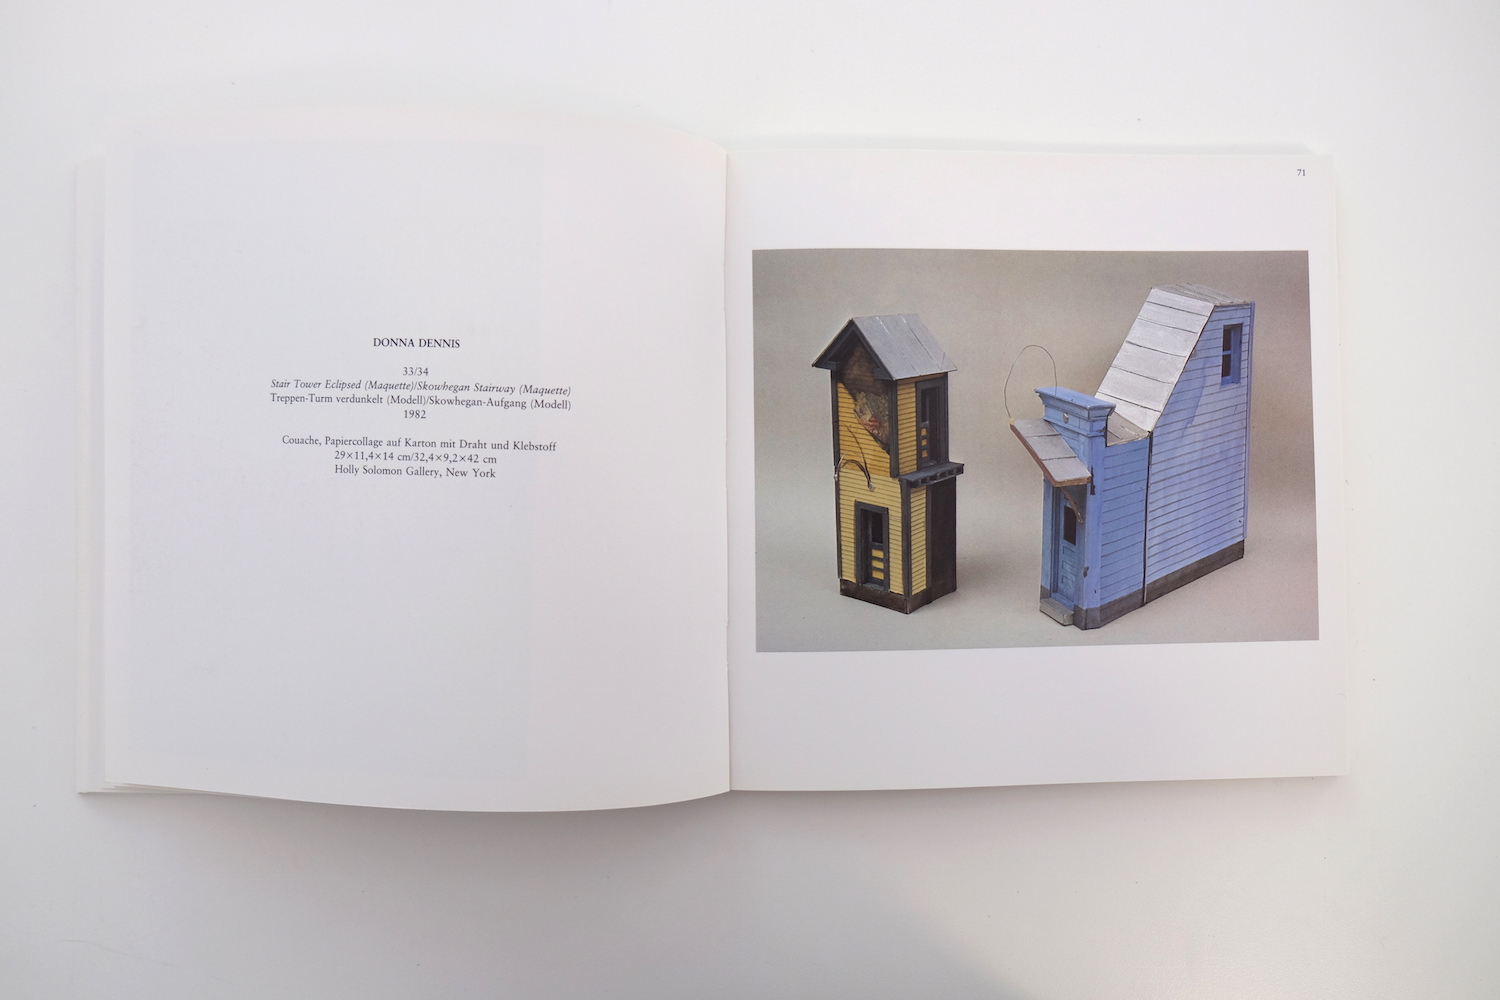 DONNA DENNIS
33/34
Stair Tower Eclipsed (Maquette)/Skowhegan Stairway (Maquette)
Treppen-Turm verdunkelt (Modell)/Skowhegan-Aufgang (Modell)
1982
Couache, Papiercollage auf Karton mit Draht und Klebstoff
29×11,4×14 cm/32,4×9,2×42 cm
Holly Solomon Gallery, New York
71